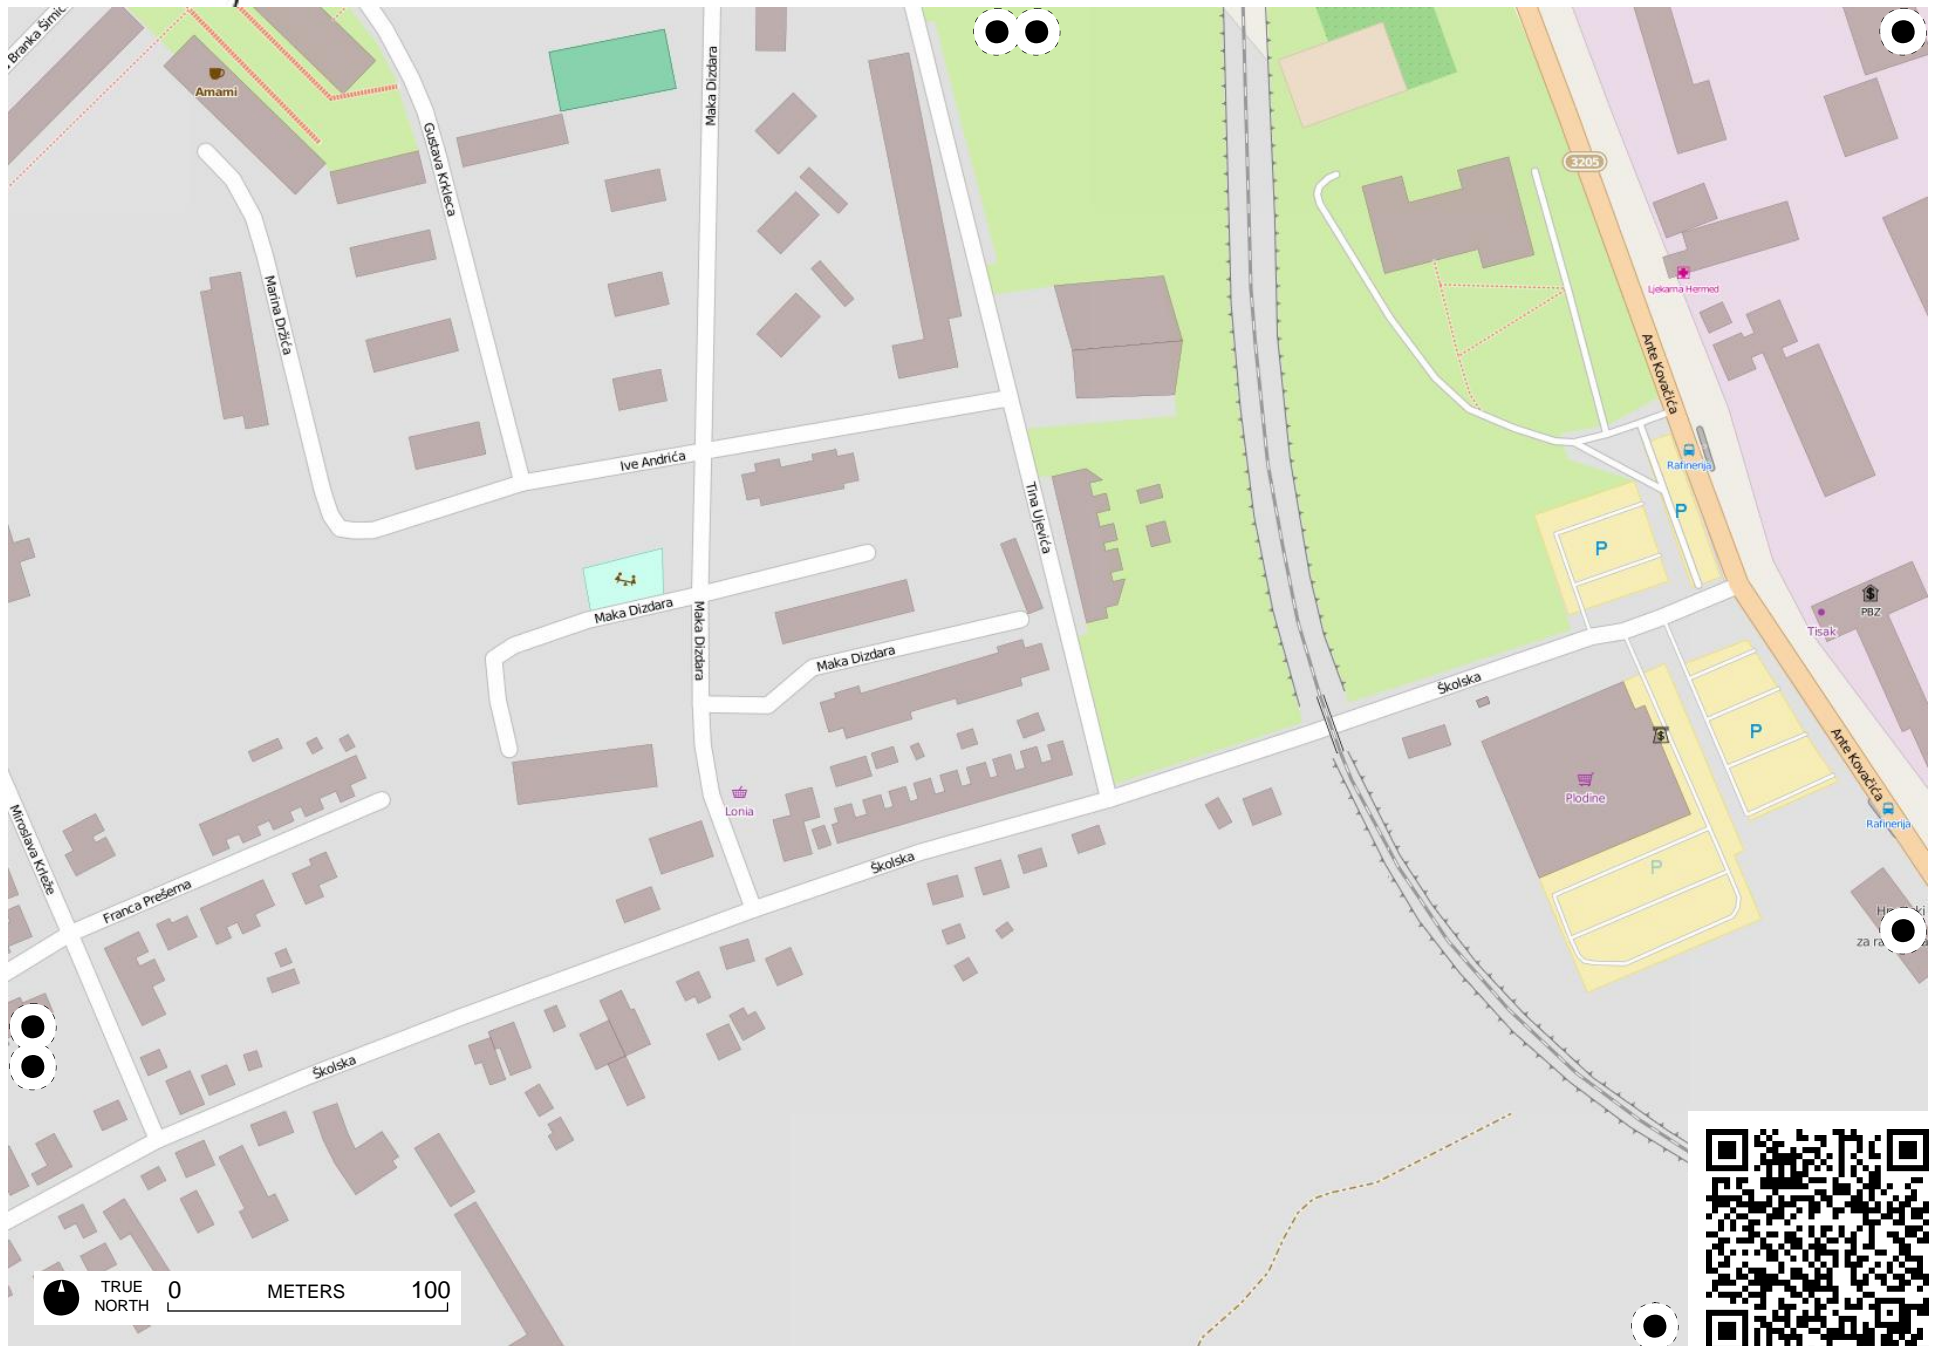 Branka Šimić
Amami
Gustava Krkleca
Maka Dizdara
3205
Marina Držića
Ljekarna Hermed
Ante Kovačića
Ive Andrića
Rafinerija
Tina Ujevića
P
P
Maka Dizdara
Maka Dizdara
PBZ
Tisak
Maka Dizdara
Školska
P
Ante Kovačića
Plodine
Lonia
Rafinerija
Miroslava Krleže
Školska
P
Franca Prešerna
za ra
Školska
TRUE
NORTH
0 METERS 100